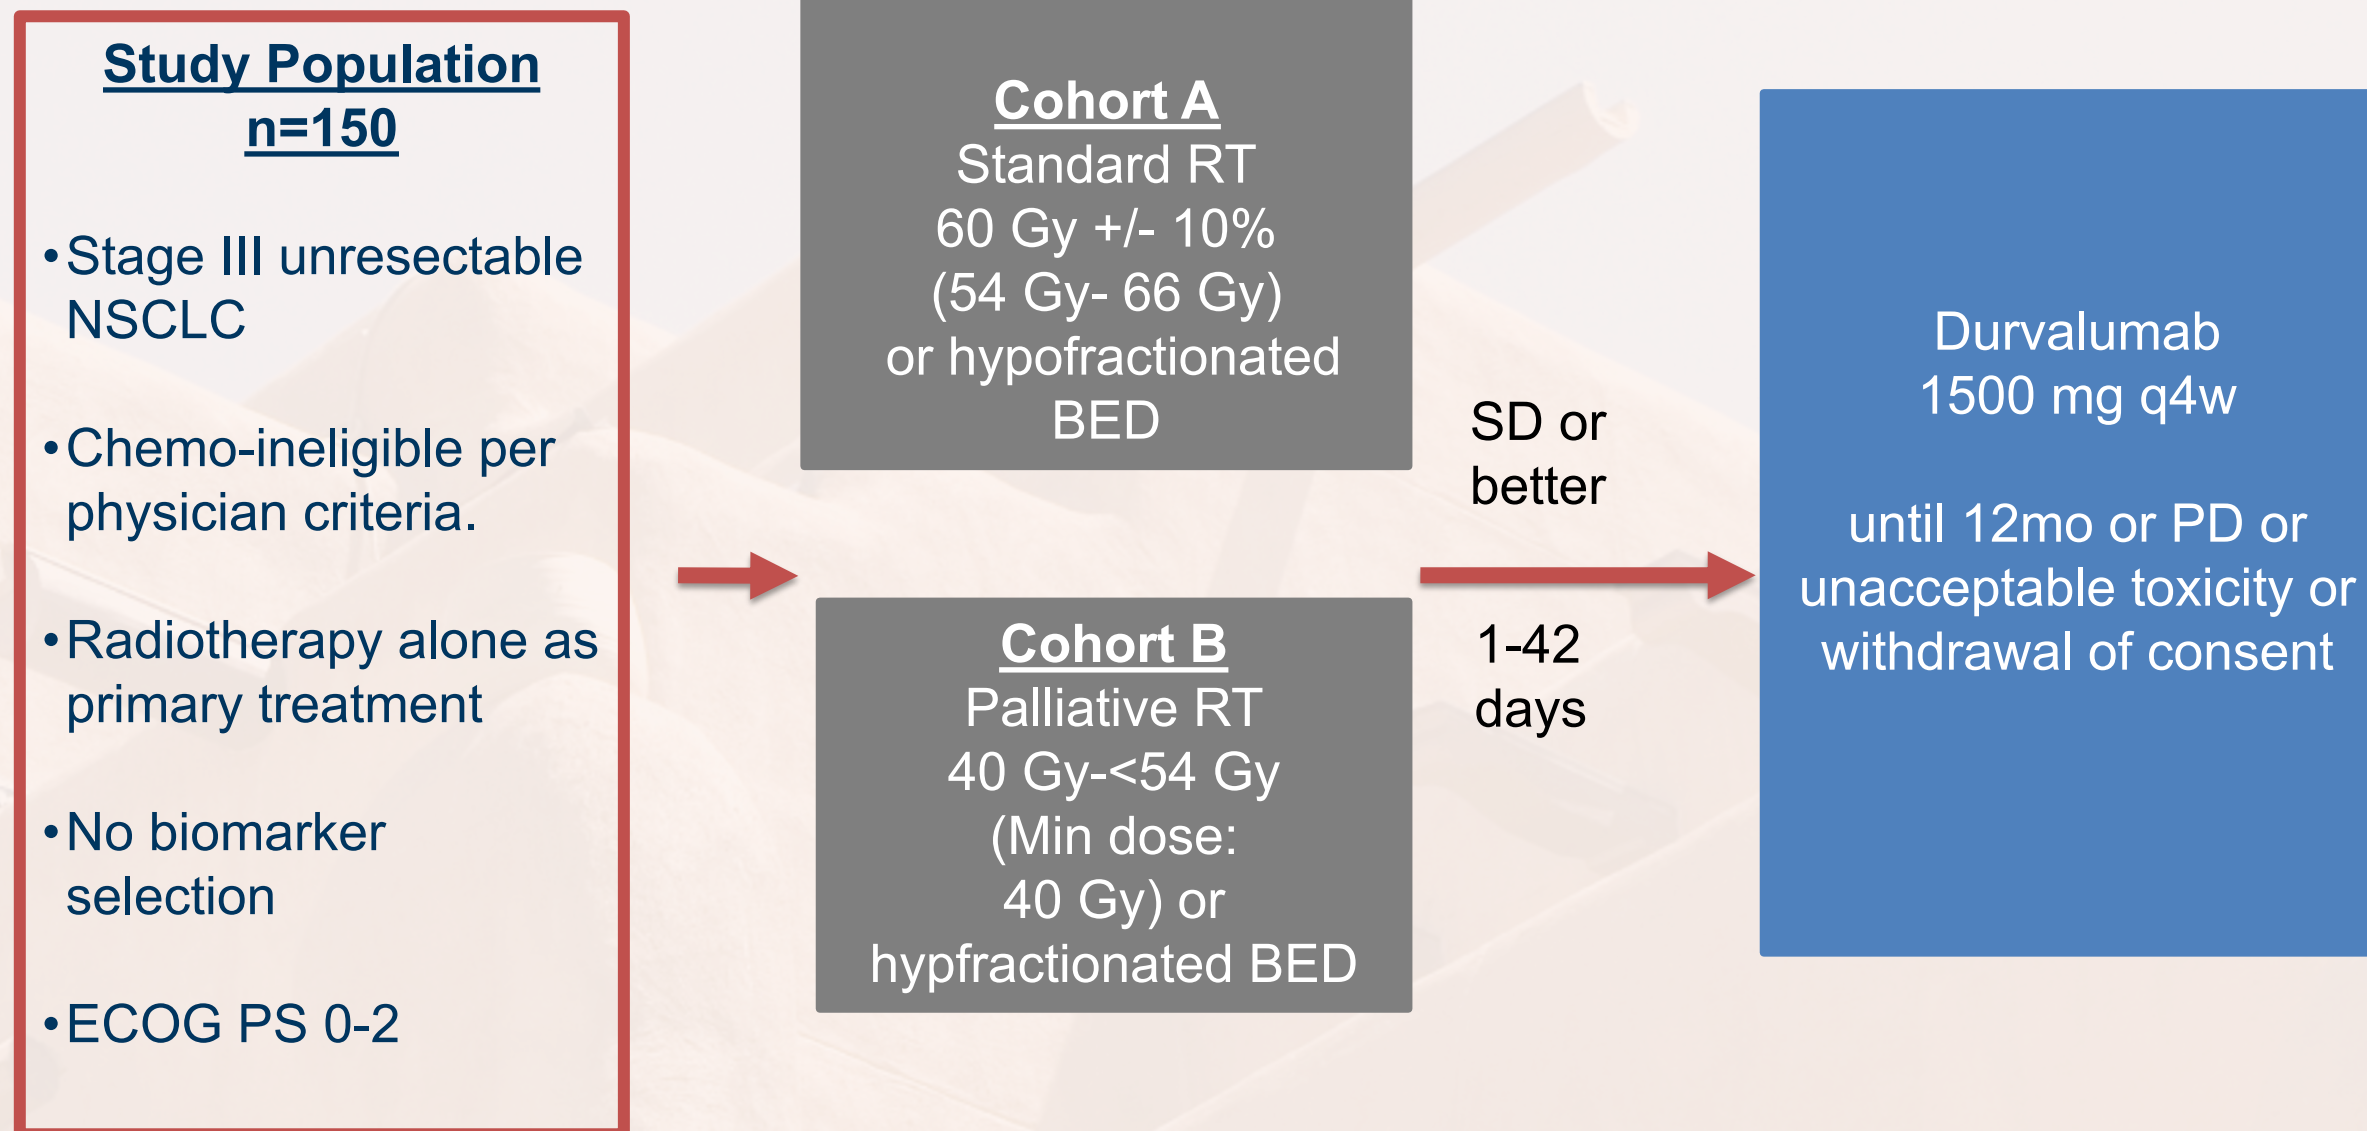 Study Population
n=150
•Stage III unresectable
NSCLC
•Chemo-ineligible per
physician criteria.
•Radiotherapy alone as
primary treatment
•No biomarker
selection
•ECOG PS 0-2
Cohort A
Standard RT
60 Gy +/- 10%
(54 Gy- 66 Gy)
or hypofractionated
BED
Cohort B
Palliative RT
40 Gy-<54 Gy
(Min dose:
40 Gy) or
hypfractionated BED
SD or
better
1-42
days
Durvalumab
1500 mg q4w
until 12mo or PD or
unacceptable toxicity or
withdrawal of consent